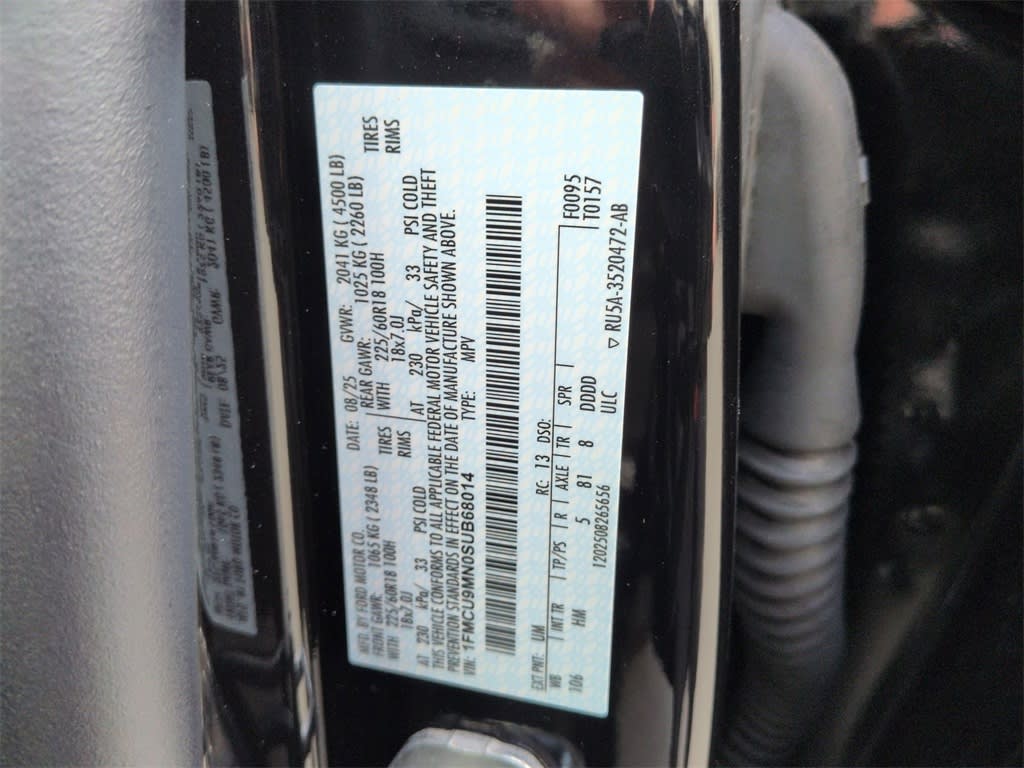 MFD. BY FORD MOTOR CO.
DATE: 08/25 GVWR: 2041 KG ( 4500 LB)
FRONT GAWR: 1065 KG ( 2348 LB) REAR GAWR: 1025 KG ( 2260 LB)
WITH 225/60R18 100H TIRES WITH 225/60R18 100H TIRES
18x7.0J RIMS 18x7.0J RIMS
AT 230 kPa/ 33 PSI COLD AT 230 kPa/ 33 PSI COLD
THIS VEHICLE CONFORMS TO ALL APPLICABLE FEDERAL MOTOR VEHICLE SAFETY AND THEFT
PREVENTION STANDARDS IN EFFECT ON THE DATE OF MANUFACTURE SHOWN ABOVE.
VIN: 1FMCU9MN0SUB68014 TYPE: MPV
EXT PNT: UM RC: 13 DSO:
WB INT TR TP/PS R AXLE TR SPR F0095
106 HM 5 81 8 DDDD T0157
ULC
1202508265656
▽ RU5A-3520472-AB